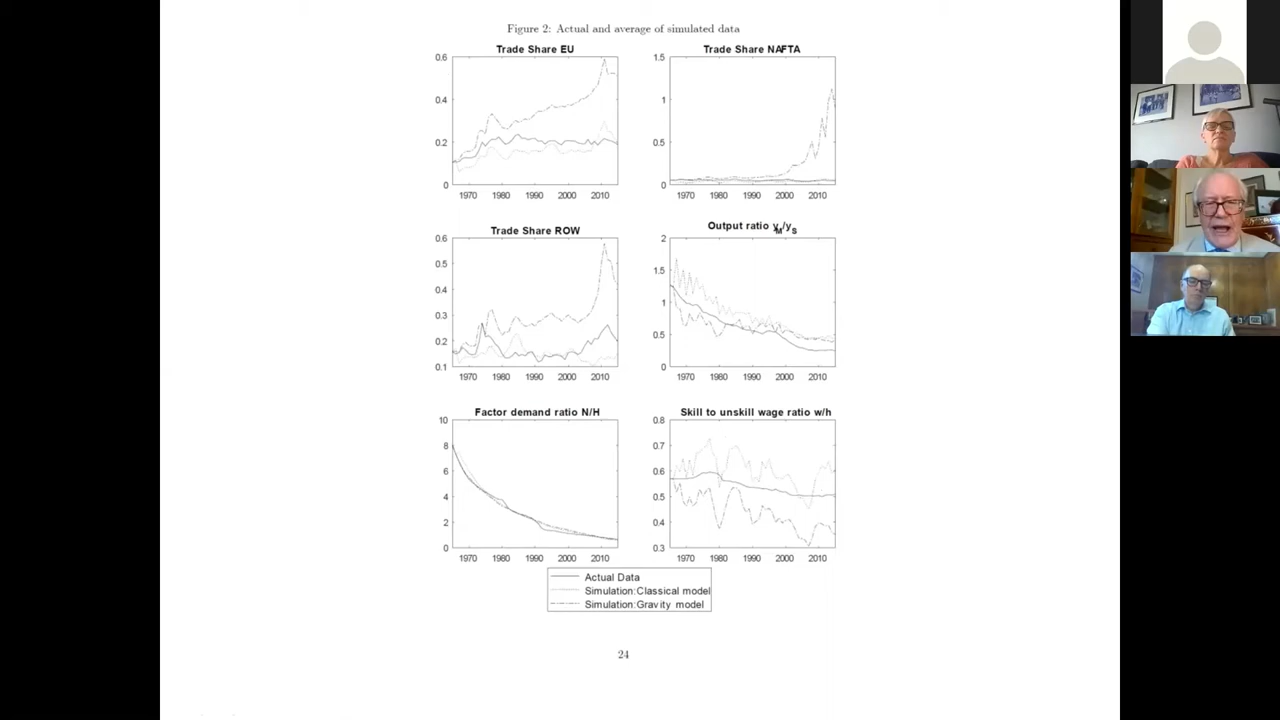 Figure 2: Actual and average of simulated data
Trade Share EU
0.6
0.4
0.2
0
1970 1980 1990 2000 2010
Trade Share NAFTA
1.5
1
0.5
0
1970 1980 1990 2000 2010
Trade Share ROW
0.6
0.5
0.4
0.3
0.2
0.1
1970 1980 1990 2000 2010
Output ratio yM/yS
2
1.5
1
0.5
0
1970 1980 1990 2000 2010
Factor demand ratio N/H
10
8
6
4
2
0
1970 1980 1990 2000 2010
Skill to unskill wage ratio w/h
0.8
0.7
0.6
0.5
0.4
0.3
1970 1980 1990 2000 2010
Actual Data
Simulation:Classical model
Simulation:Gravity model
24